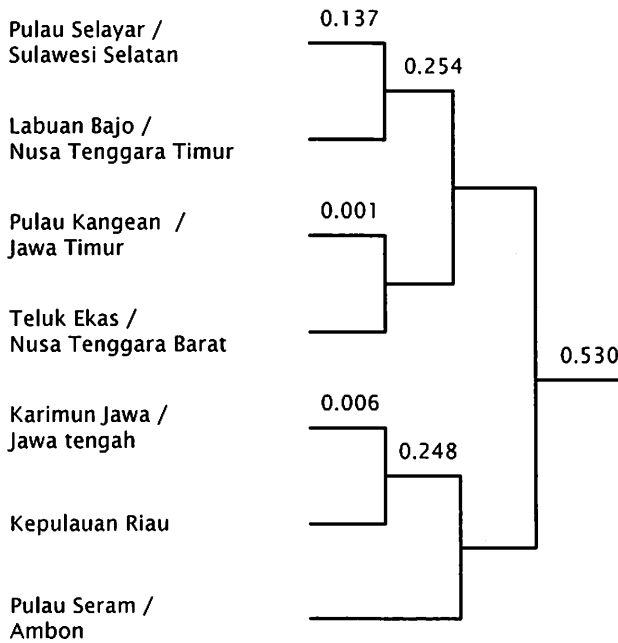 0.137
Pulau Selayar /
Sulawesi Selatan
0.254
Labuan Bajo /
Nusa Tenggara Timur
0.001
Pulau Kangean /
Jawa Timur
Teluk Ekas /
Nusa Tenggara Barat
0.530
0.006
Karimun Jawa /
Jawa tengah
0.248
Kepulauan Riau
Pulau Seram /
Ambon